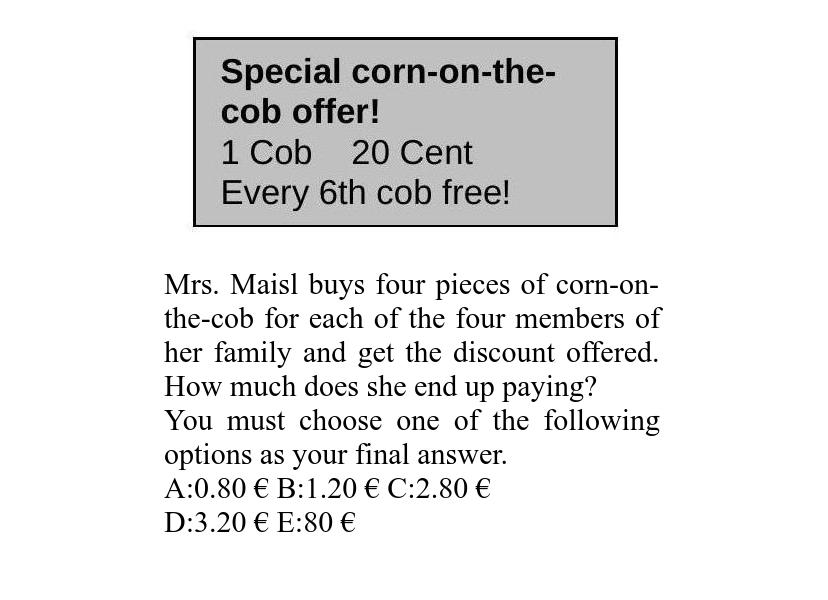 Special corn-on-the-
cob offer!
1 Cob 20 Cent
Every 6th cob free!
Mrs. Maisl buys four pieces of corn-on-
the-cob for each of the four members of
her family and get the discount offered.
How much does she end up paying?
You must choose one of the following
options as your final answer.
A:0.80 € B:1.20 € C:2.80 €
D:3.20 € E:80 €